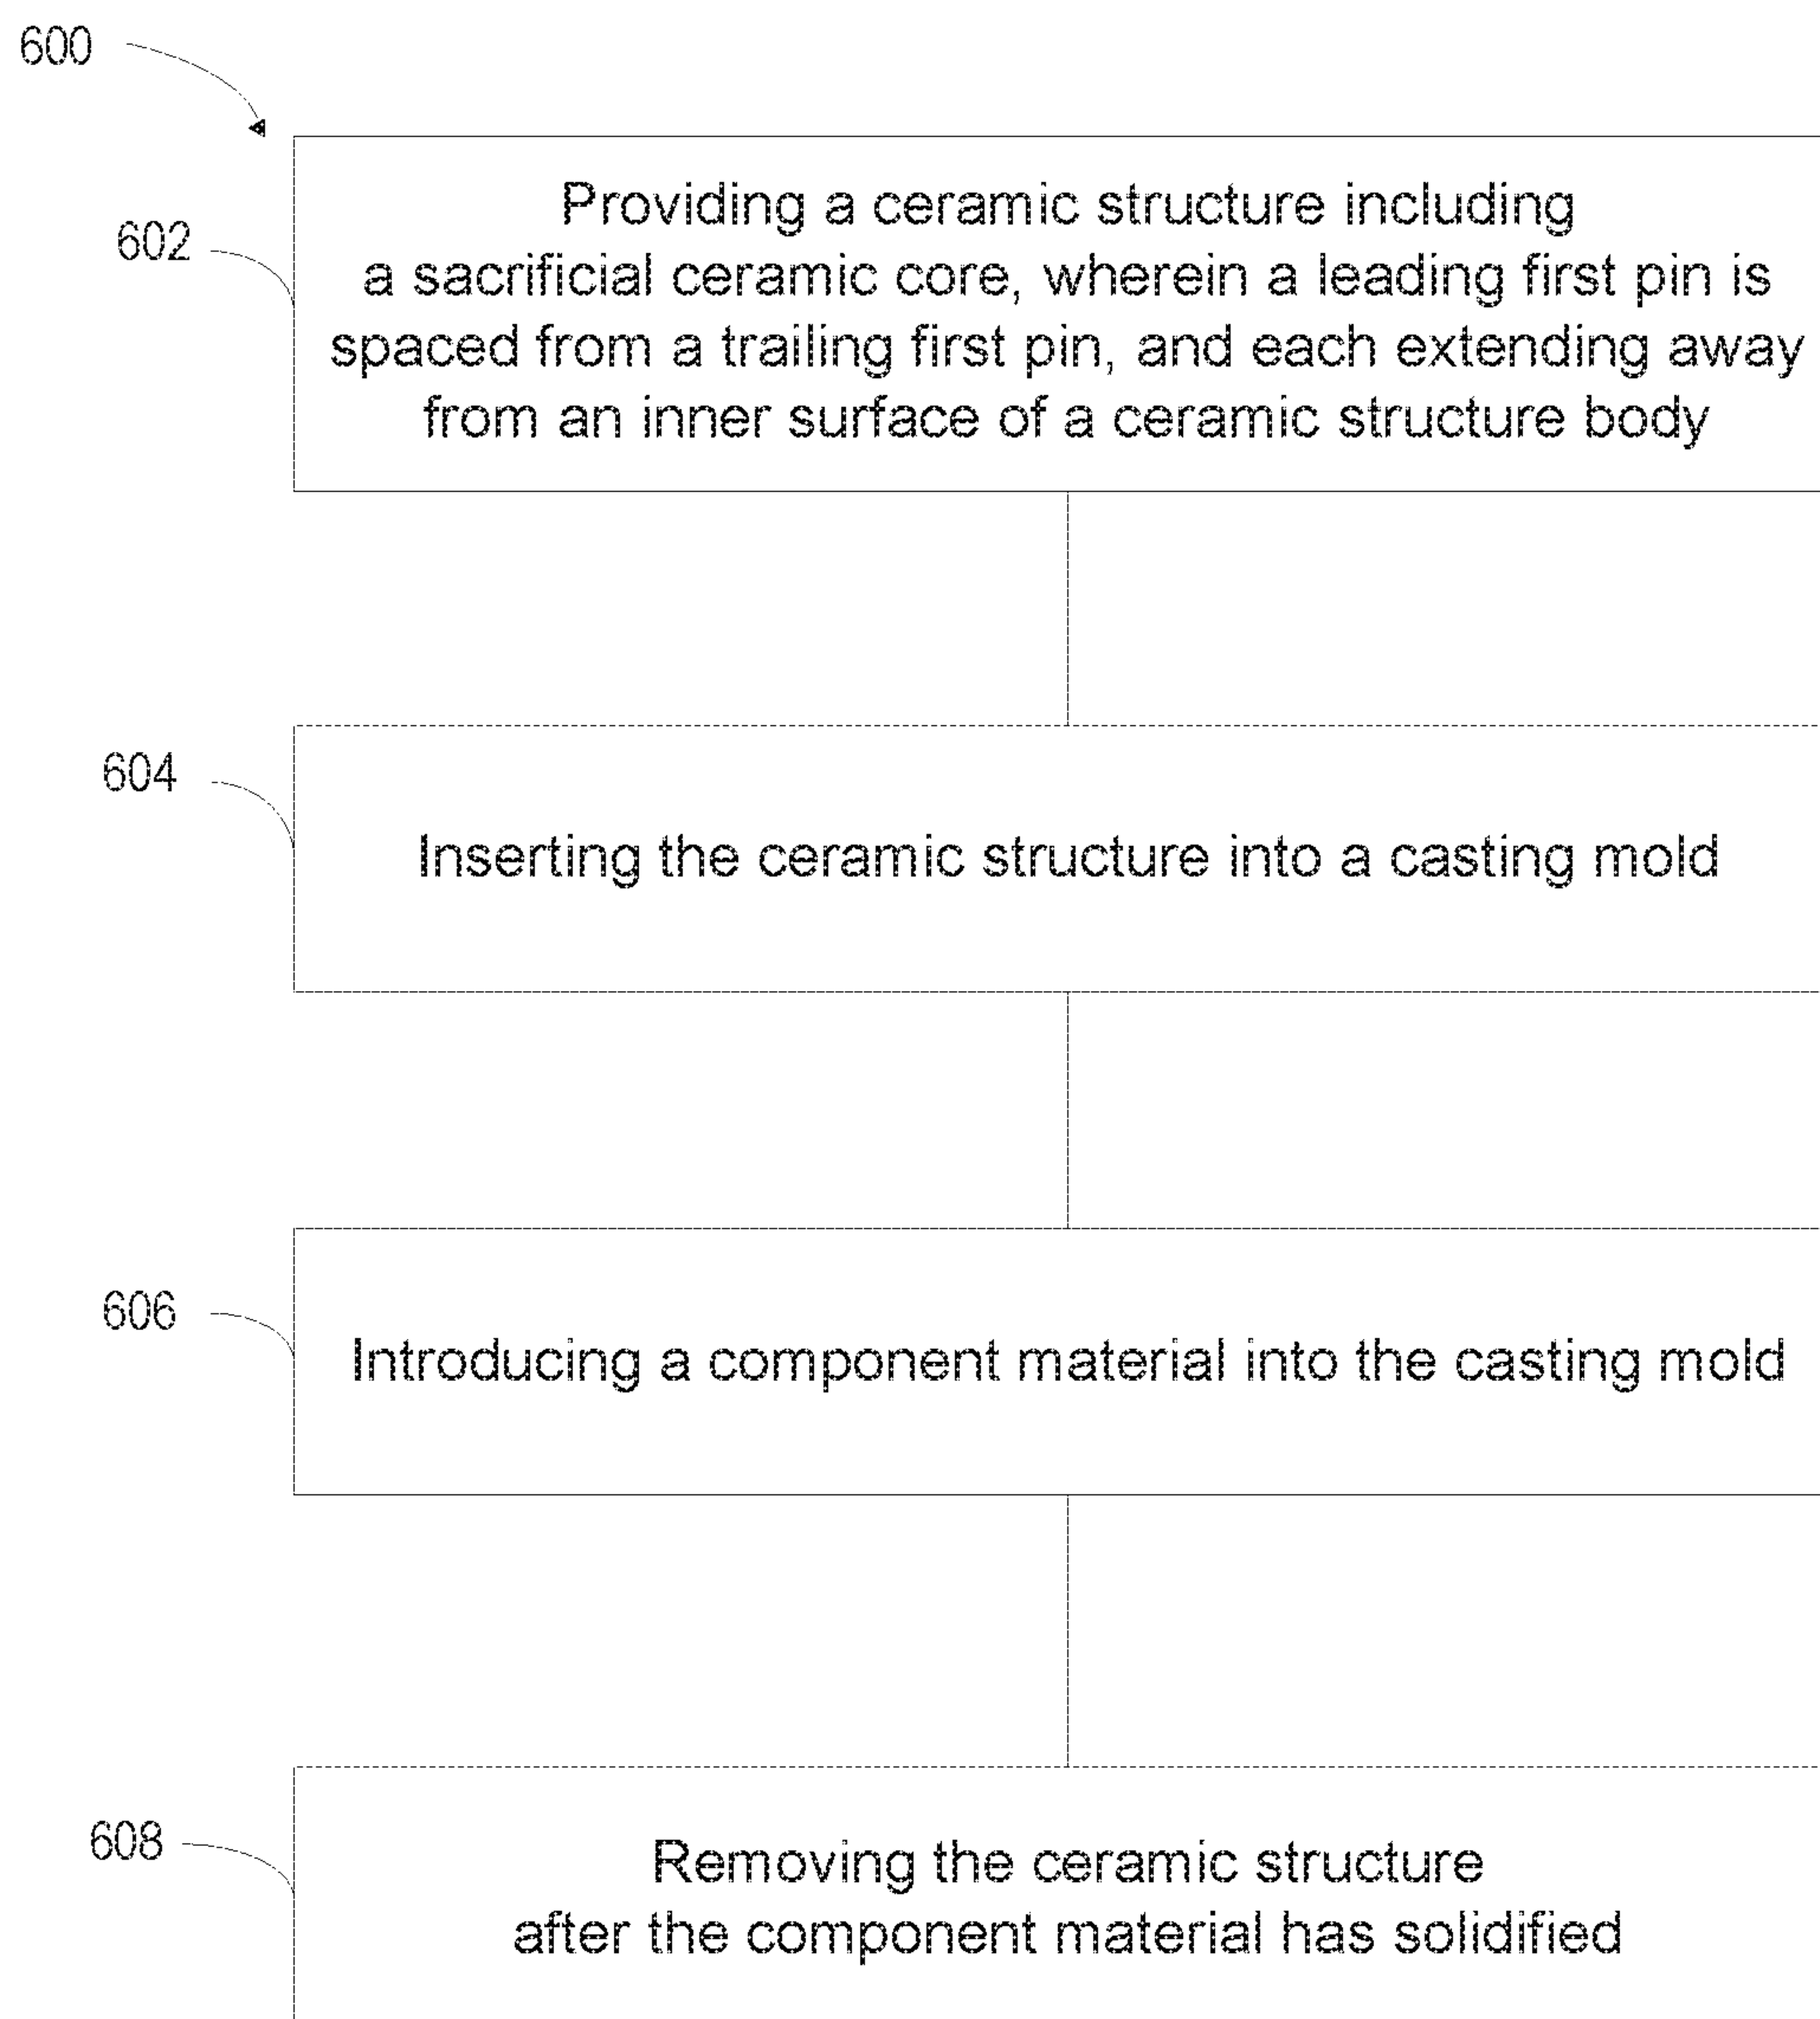 600
602
Providing a ceramic structure including
a sacrificial ceramic core, wherein a leading first pin is
spaced from a trailing first pin, and each extending away
from an inner surface of a ceramic structure body
604
Inserting the ceramic structure into a casting mold
606
Introducing a component material into the casting mold
608
Removing the ceramic structure
after the component material has solidified